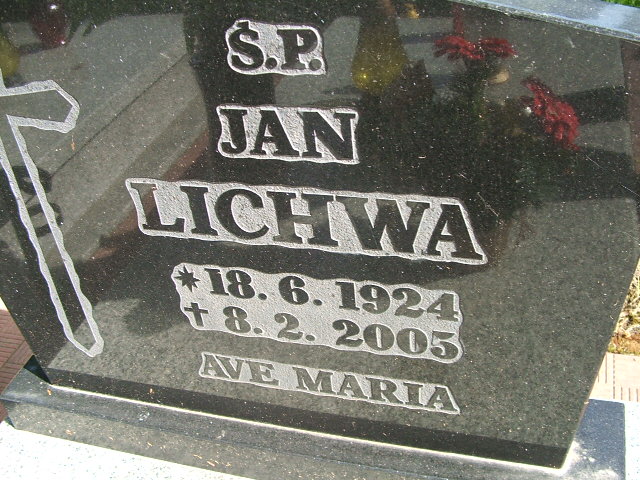 Ś.P.
JAN
LICHWA
* 18. 6. 1924
✝ 8. 2. 2005
AVE MARIA